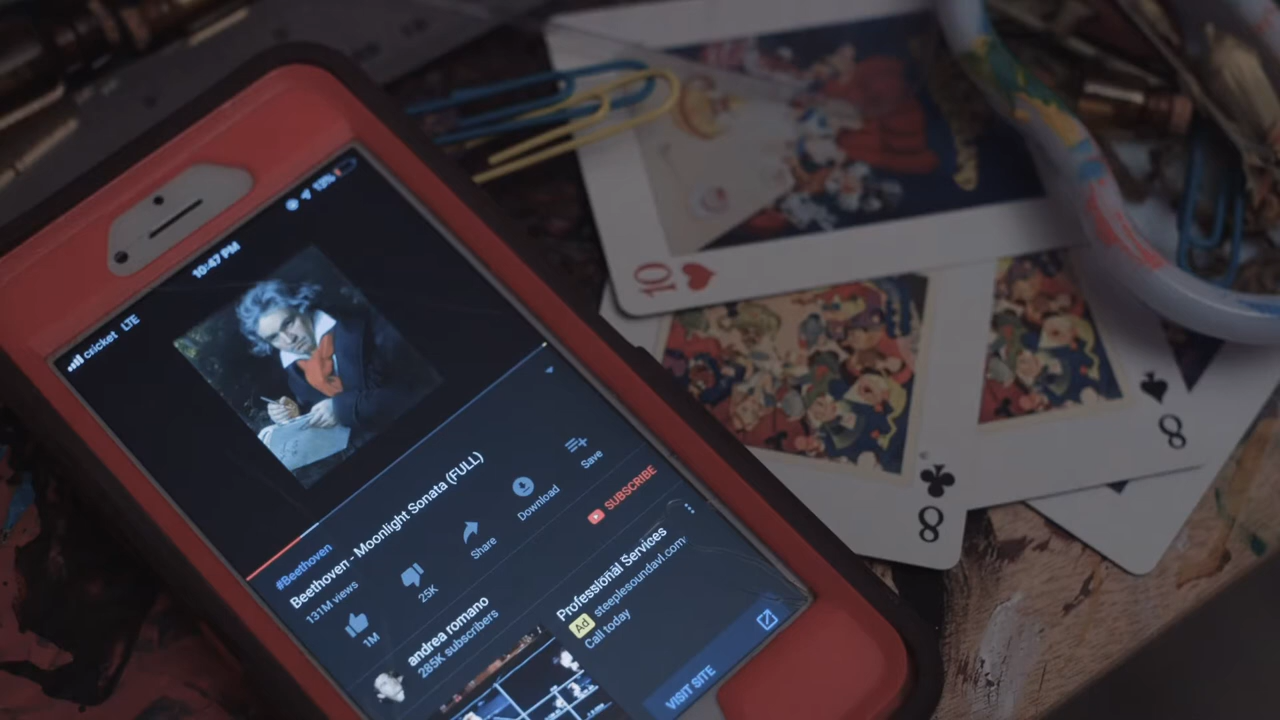 cricket LTE
10:47 PM
13%
#Beethoven
Beethoven - Moonlight Sonata (FULL)
131M views
1M
25K
Share
Download
Save
andrea romano
285K subscribers
SUBSCRIBE
Professional Services
Ad steeplesoundavl.com
Call today
VISIT SITE
10
8
8